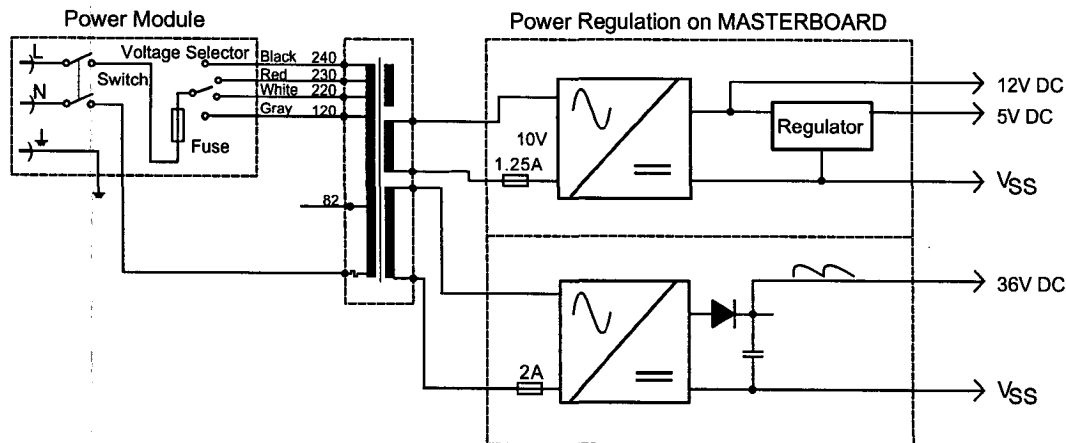 Power Module
Power Regulation on MASTERBOARD
L
Voltage Selector
Black 240
Red 230
White 220
Gray 120
Switch
N
Fuse
82
10V
1.25A
Regulator
12V DC
5V DC
VSS
2A
36V DC
VSS